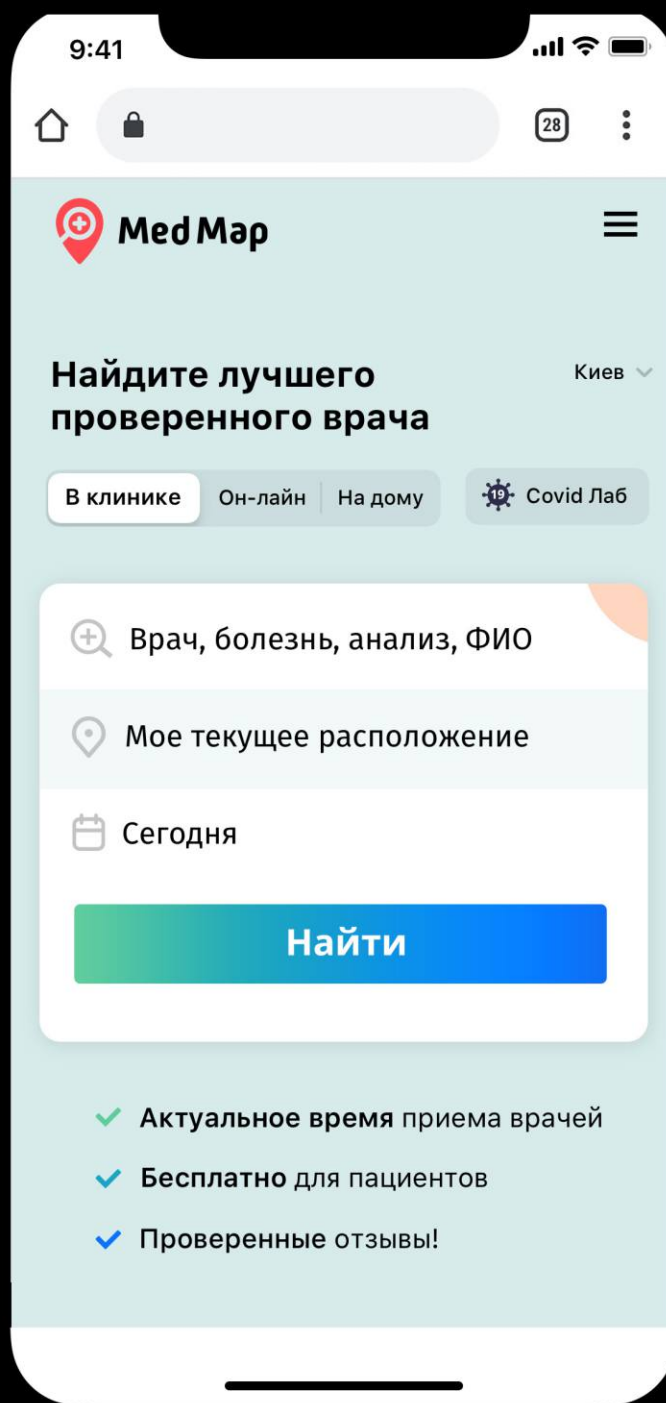 9:41
28
Med Map
Найдите лучшего
проверенного врача
Киев
В клинике
Он-лайн
На дому
19
Covid Лаб
Врач, болезнь, анализ, ФИО
Мое текущее расположение
Сегодня
Найти
Актуальное время приема врачей
Бесплатно для пациентов
Проверенные отзывы!